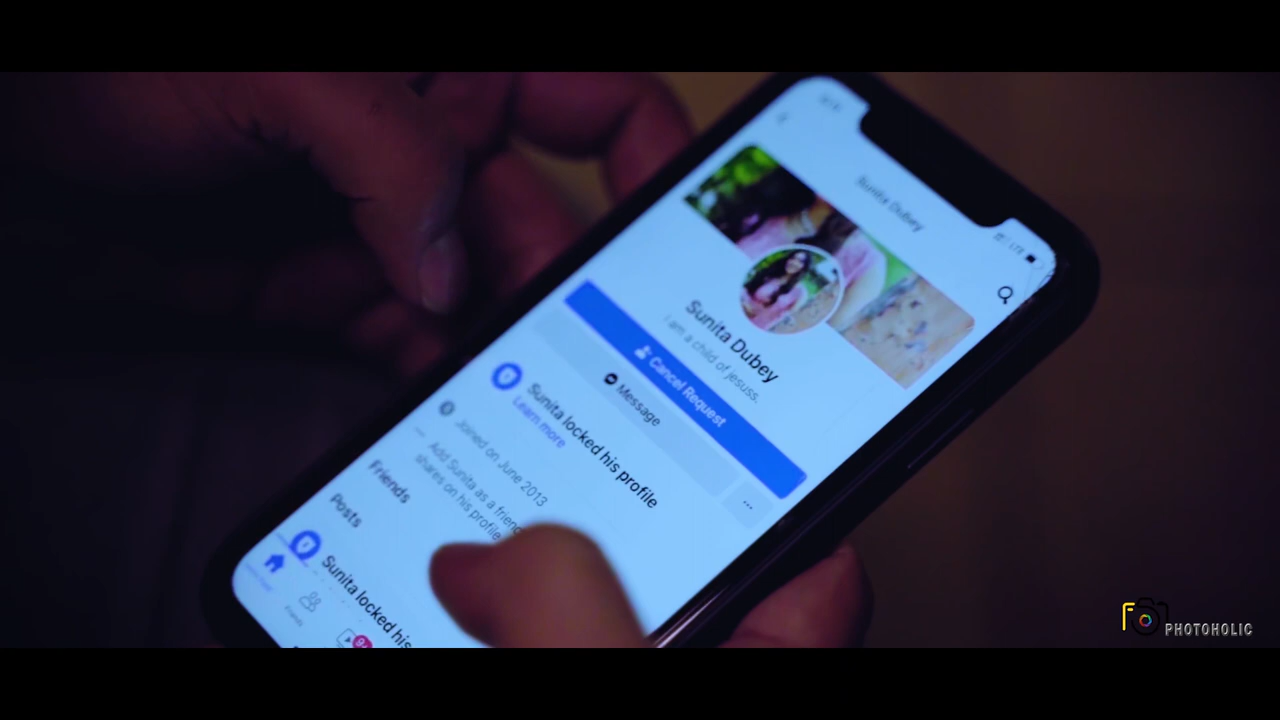 Sunita Dubey
LTE
Sunita Dubey
I am a child of jesuss.
Cancel Request
Message
Sunita locked his profile
Learn more
Joined on June 2013
Add Sunita as a friend
shares on his profile
Friends
Posts
Sunita locked his
PHOTOHOLIC